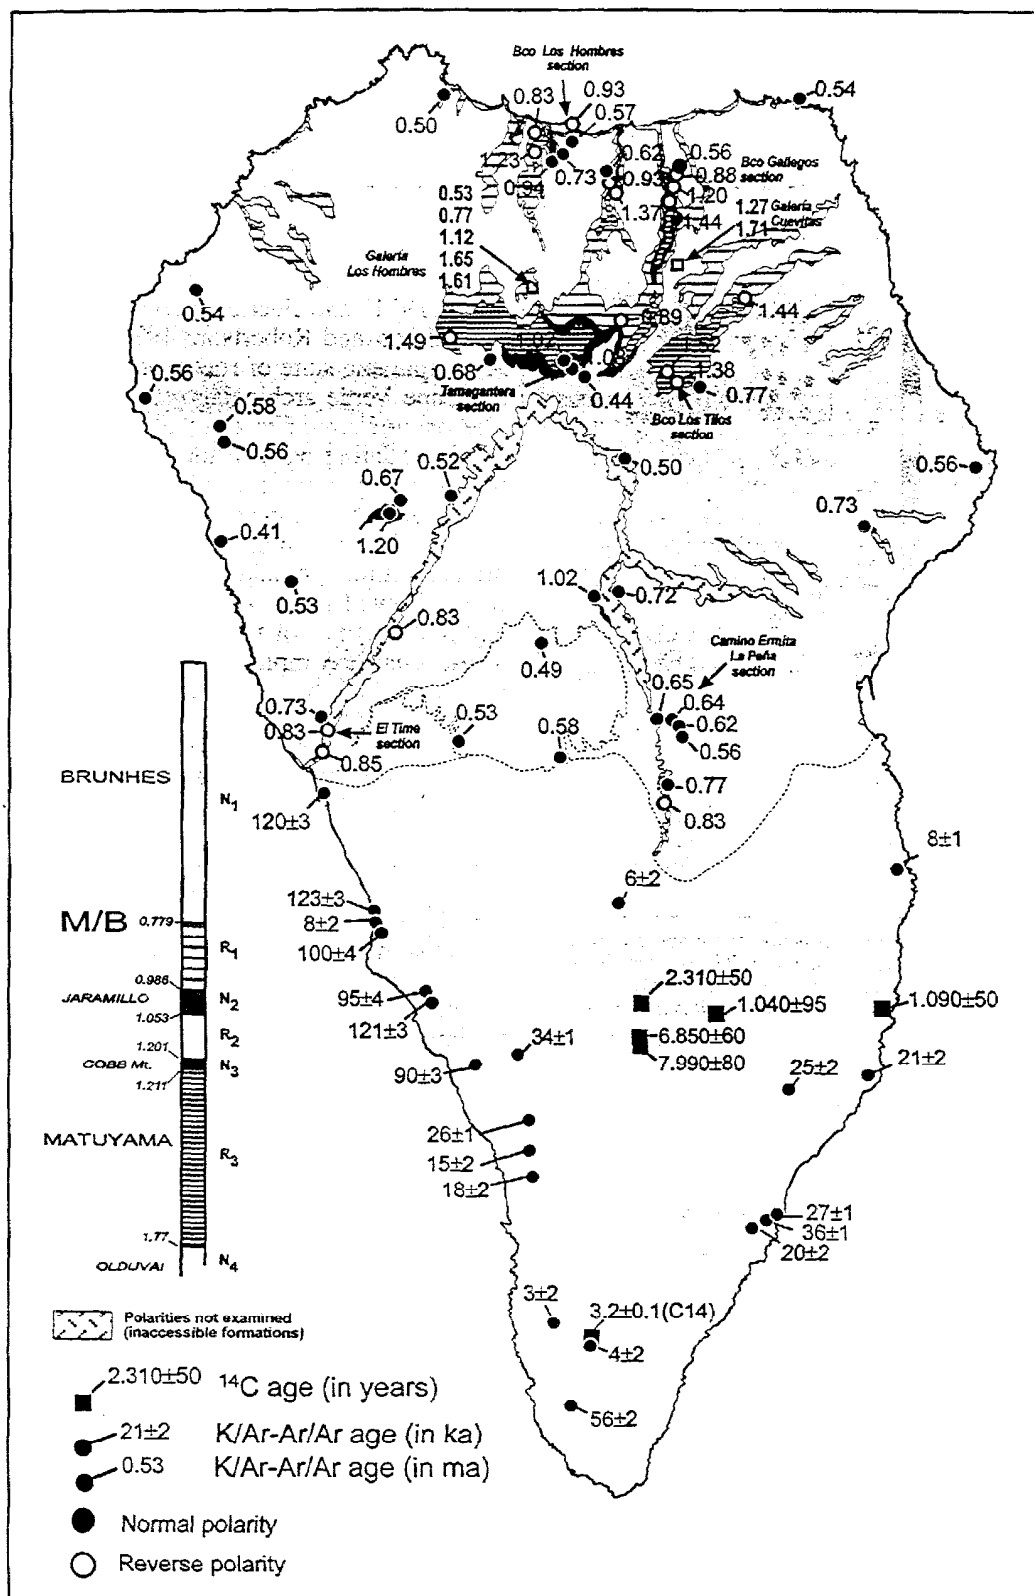 Bco Los Hombres
section
0.83
0.93
0.57
0.54
0.50
1.23
0.94
0.73
0.62
0.93
0.56
Bco Gallegos
section
0.88
1.20
1.37
1.44
1.27
1.71
Galería
Cuevitas
0.53
0.77
1.12
1.65
1.61
Galería
Los Hombres
0.54
1.49
0.89
1.44
1.02
0.68
1.38
0.77
Tamagantera
section
0.44
Bco Los Tilos
section
0.56
0.58
0.56
0.52
0.50
0.56
0.67
1.20
0.73
0.41
0.53
1.02
0.72
0.83
0.49
Camino Ermita
La Peña
section
0.65
0.64
0.62
0.56
0.73
0.83
El Time
section
0.85
0.53
0.58
0.77
0.83
120±3
8±1
6±2
123±3
8±2
100±4
95±4
121±3
2.310±50
1.040±95
1.090±50
6.850±60
7.990±80
34±1
90±3
25±2
21±2
26±1
15±2
18±2
27±1
36±1
20±2
3±2
3.2±0.1(C14)
4±2
56±2
BRUNHES
N1
M/B
0.779
R1
0.986
JARAMILLO
N2
1.053
R2
1.201
COBB Mt.
N3
1.211
MATUYAMA
R3
1.77
OLDUVAI
N4
Polarities not examined
(inaccessible formations)
2.310±50
14C age (in years)
21±2
K/Ar-Ar/Ar age (in ka)
0.53
K/Ar-Ar/Ar age (in ma)
Normal polarity
Reverse polarity